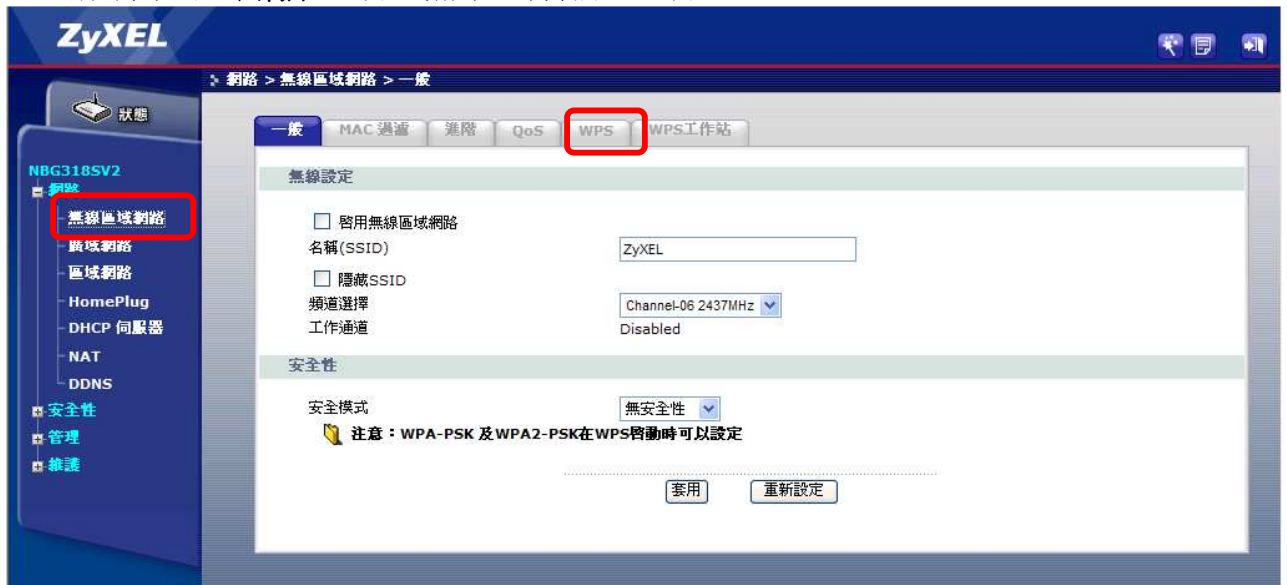 ZyXEL
網路 > 無線區域網路 > 一般
狀態
一般 MAC 過濾 進階 QoS WPS WPS工作站
NBG318SV2
網路
無線區域網路
廣域網路
區域網路
HomePlug
DHCP 伺服器
NAT
DDNS
安全性
管理
維護
無線設定
啓用無線區域網路
名稱(SSID) ZyXEL
隱藏SSID
頻道選擇 Channel-06 2437MHz
工作通道 Disabled
安全性
安全模式 無安全性
注意：WPA-PSK 及WPA2-PSK在WPS啓動時可以設定
套用 重新設定